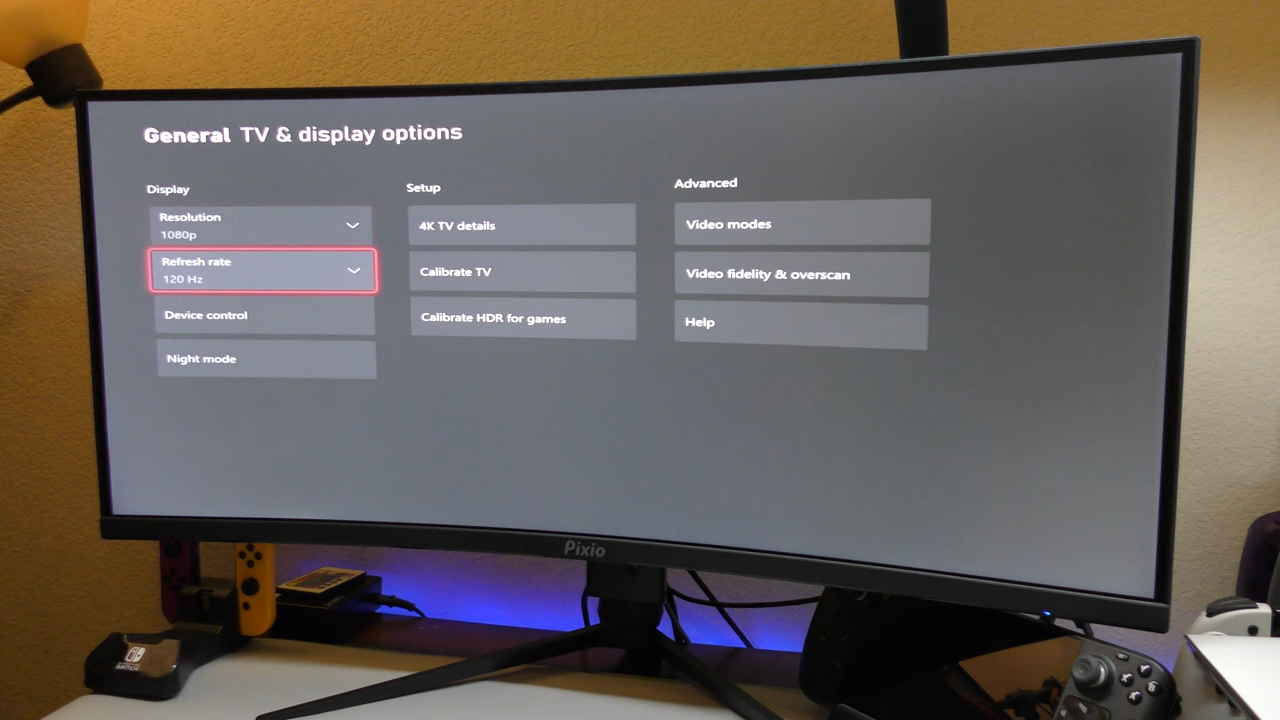 General TV & display options
Display
Resolution
1080p
Refresh rate
120 Hz
Device control
Night mode
Setup
4K TV details
Calibrate TV
Calibrate HDR for games
Advanced
Video modes
Video fidelity & overscan
Help
Pixio
SWITCH